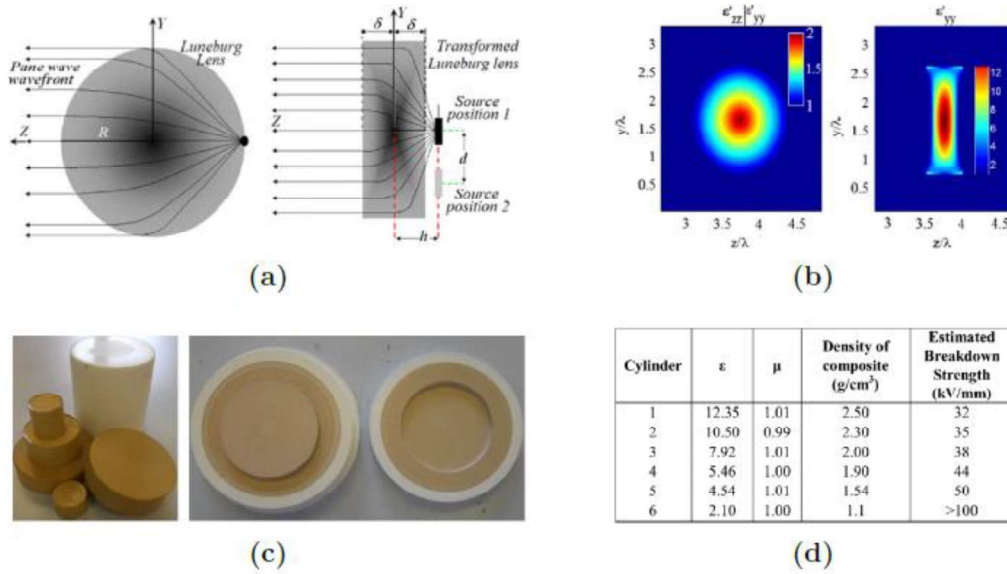 Y
Luneburg
Lens
Pane wave
wavefront
Z
R
(a)
δ δ
Y
Transformed
Luneburg lens
Source
position 1
Z
d
Source
position 2
h
ε'zz|ε'yy
y/λ
3
2.5
2
1.5
1
0.5
2
1.5
1
3 3.5 4 4.5
z/λ
ε'yy
y/λ
3
2.5
2
1.5
1
0.5
12
10
8
6
4
2
3 3.5 4 4.5
z/λ
(b)
(c)
Cylinder ε μ Density of composite (g/cm³) Estimated Breakdown Strength (kV/mm)
1 12.35 1.01 2.50 32
2 10.50 0.99 2.30 35
3 7.92 1.01 2.00 38
4 5.46 1.00 1.90 44
5 4.54 1.01 1.54 50
6 2.10 1.00 1.1 >100
(d)